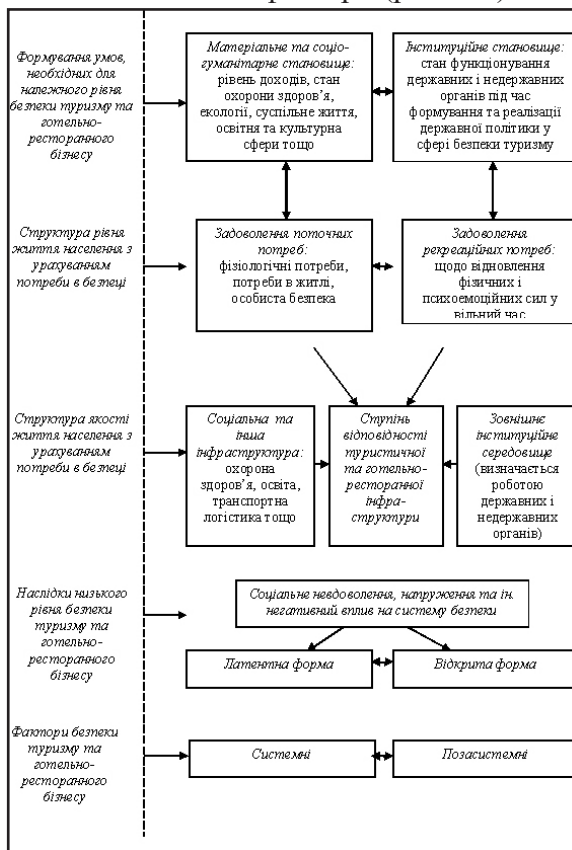 Формування умов,
необхідних для
належного рівня
безпеки туризму та
готельно-
ресторанного
бізнесу
Матеріальне та соціо-
гуманітарне становище:
рівень доходів, стан
охорони здоров’я,
екології, суспільне життя,
освітня та культурна
сфери тощо
Інституційне становище:
стан функціонування
державних і недержавних
органів під час
формування та реалізації
державної політики у
сфері безпеки туризму
Структура рівня
життя населення з
урахуванням
потреби в безпеці
Задоволення поточних
потреб:
фізіологічні потреби,
потреби в житлі,
особиста безпека
Задоволення
рекреаційних потреб:
щодо відновлення
фізичних і
психоемоційних сил у
вільний час
Структура якості
життя населення з
урахуванням
потреби в безпеці
Соціальна та
інша
інфраструктура:
охорона
здоров’я, освіта,
транспортна
логістика тощо
Ступінь
відповідності
туристичної
та готельно-
ресторанної
інфра-
структури
Зовнішнє
інституційне
середовище
(визначається
роботою
державних і
недержавних
органів)
Наслідки низького
рівня безпеки
туризму та
готельно-
ресторанного
бізнесу
Соціальне невдоволення, напруження та ін.
негативний вплив на систему безпеки
Латентна форма
Відкрита форма
Фактори безпеки
туризму та
готельно-
ресторанного
бізнесу
Системні
Позасистемні